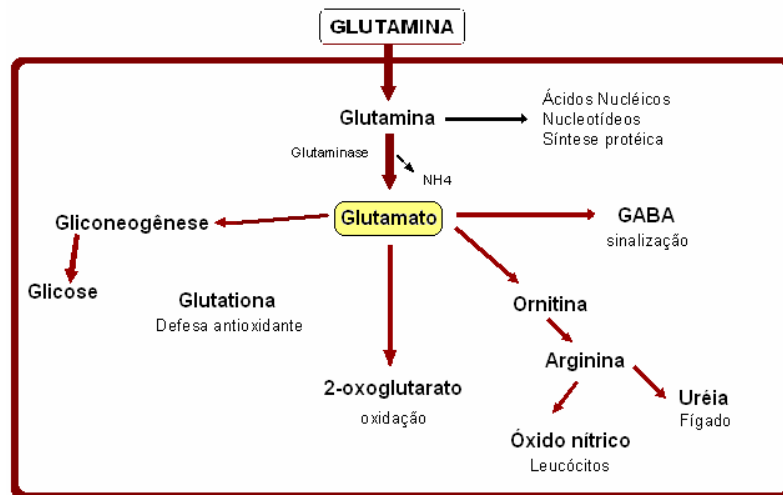 GLUTAMINA
Glutamina
Ácidos Nucléicos
Nucleotídeos
Síntese protéica
Glutaminase
NH4
Glutamato
Gliconeogênese
GABA
sinalização
Glicose
Glutationa
Defesa antioxidante
Ornitina
Arginina
2-oxoglutarato
oxidação
Uréia
Fígado
Óxido nítrico
Leucócitos